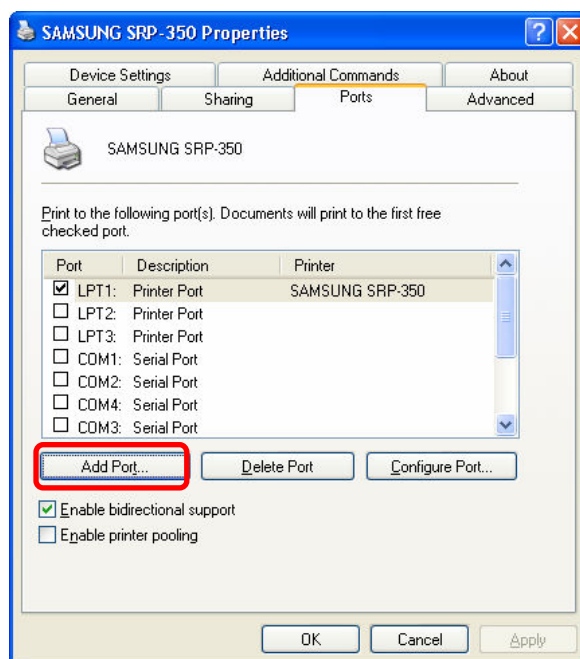 SAMSUNG SRP-350 Properties
Device Settings Additional Commands About
General Sharing Ports Advanced
SAMSUNG SRP-350
Print to the following port(s). Documents will print to the first free
checked port.
Port Description Printer
LPT1: Printer Port SAMSUNG SRP-350
LPT2: Printer Port
LPT3: Printer Port
COM1: Serial Port
COM2: Serial Port
COM4: Serial Port
COM3: Serial Port
Add Port... Delete Port Configure Port...
Enable bidirectional support
Enable printer pooling
OK Cancel Apply